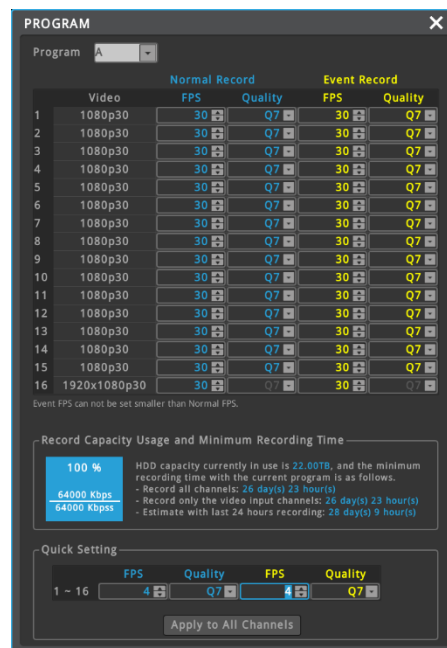 PROGRAM
Program A
Normal Record Event Record
Video FPS Quality FPS Quality
1 1080p30 30 Q7 30 Q7
2 1080p30 30 Q7 30 Q7
3 1080p30 30 Q7 30 Q7
4 1080p30 30 Q7 30 Q7
5 1080p30 30 Q7 30 Q7
6 1080p30 30 Q7 30 Q7
7 1080p30 30 Q7 30 Q7
8 1080p30 30 Q7 30 Q7
9 1080p30 30 Q7 30 Q7
10 1080p30 30 Q7 30 Q7
11 1080p30 30 Q7 30 Q7
12 1080p30 30 Q7 30 Q7
13 1080p30 30 Q7 30 Q7
14 1080p30 30 Q7 30 Q7
15 1080p30 30 Q7 30 Q7
16 1920x1080p30 30 Q7 30 Q7
Event FPS can not be set smaller than Normal FPS.
Record Capacity Usage and Minimum Recording Time
100 %
64000 Kbps
64000 Kbpss
HDD capacity currently in use is 22.00TB, and the minimum
recording time with the current program is as follows.
- Record all channels: 26 day(s) 23 hour(s)
- Record only the video input channels: 26 day(s) 23 hour(s)
- Estimate with last 24 hours recording: 28 day(s) 9 hour(s)
Quick Setting
FPS Quality FPS Quality
1 ~ 16 4 Q7 4 Q7
Apply to All Channels